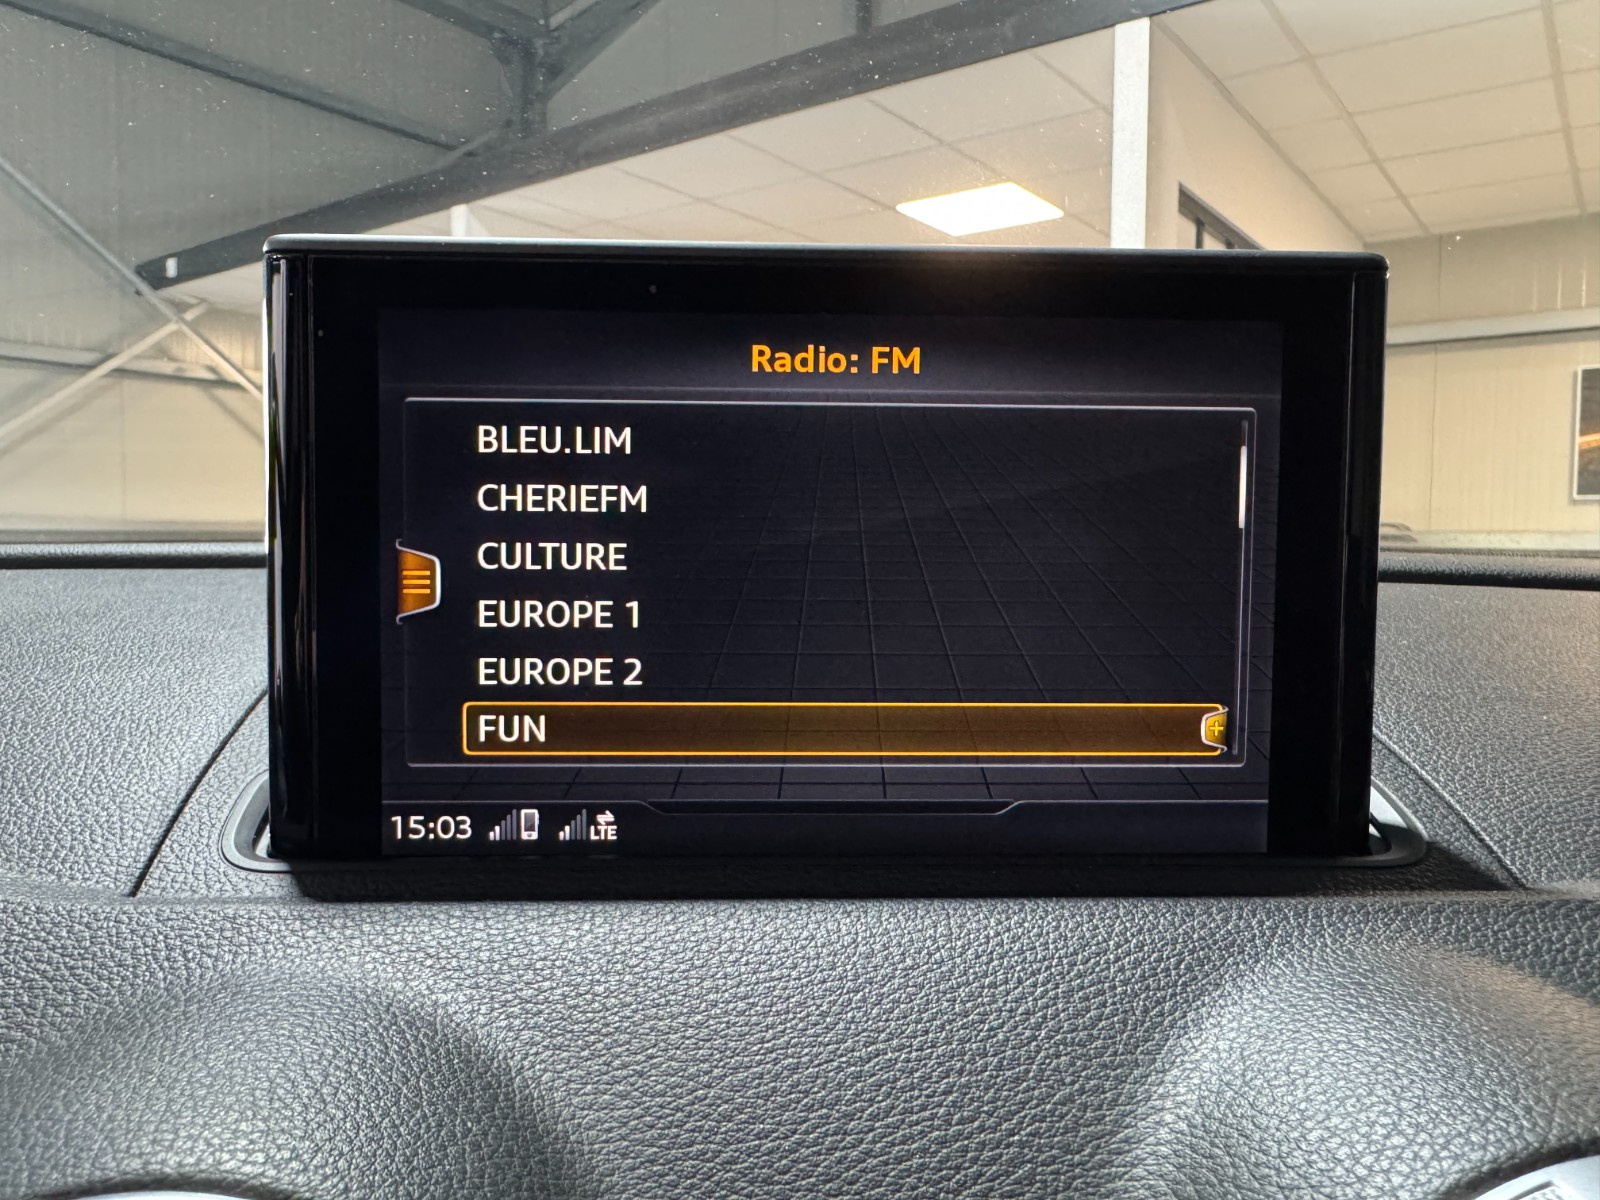 Radio: FM
BLEU.LIM
CHERIEFM
CULTURE
EUROPE 1
EUROPE 2
FUN
15:03 LTE